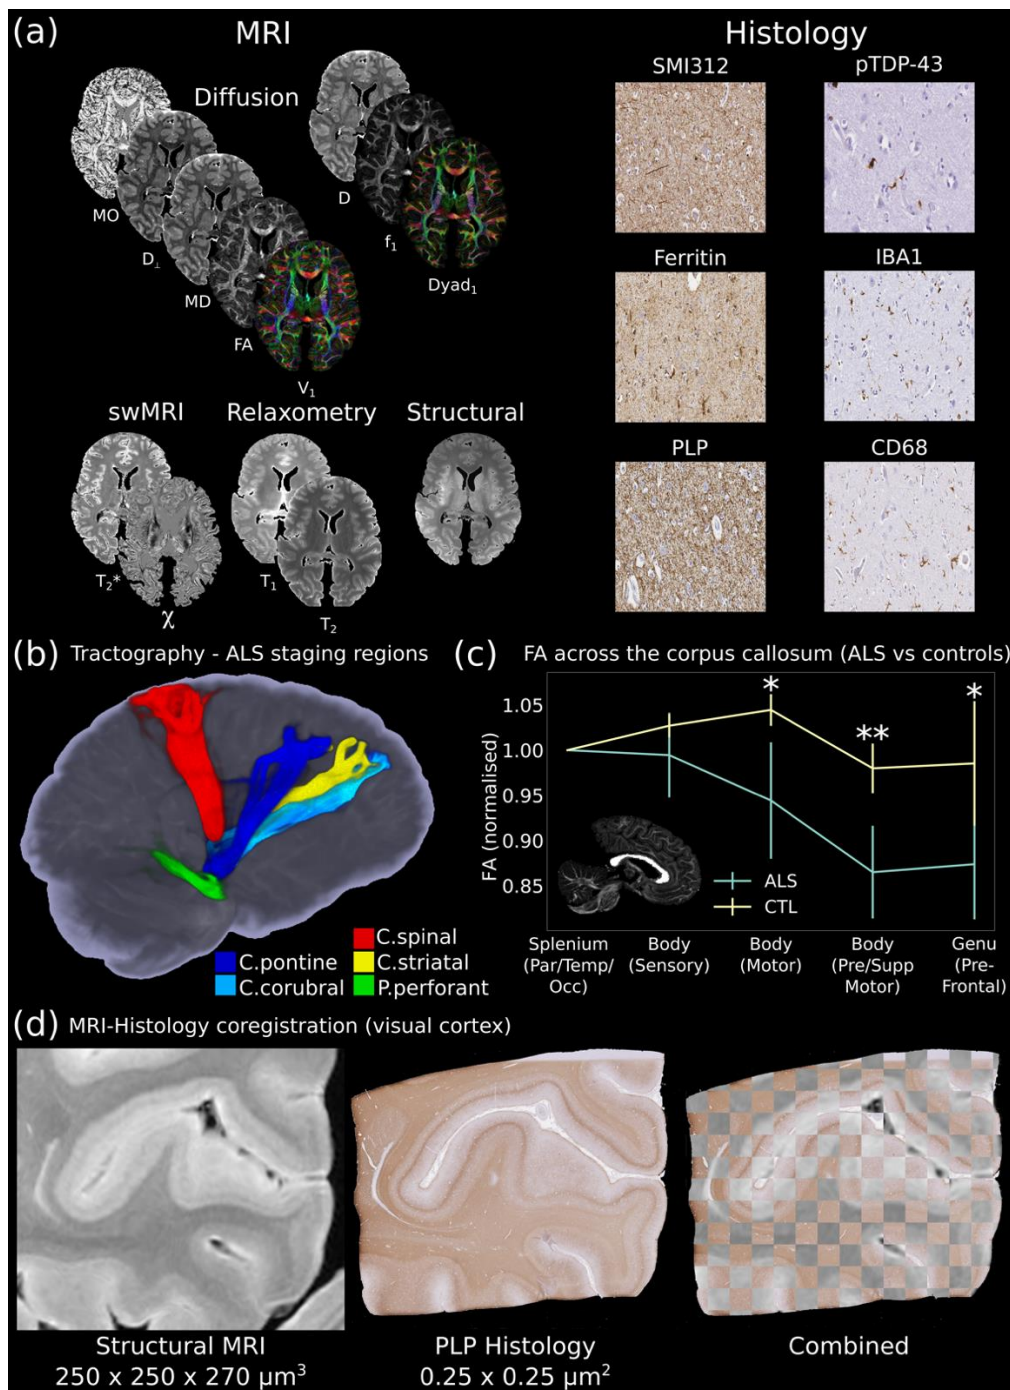 (a)
MRI
Diffusion
MO
D⊥
MD
FA
V₁
D
f₁
Dyad₁
swMRI
Relaxometry
Structural
T₂*
χ
T₁
T₂
Histology
SMI312
pTDP-43
Ferritin
IBA1
PLP
CD68
(b) Tractography - ALS staging regions
C.spinal
C.pontine
C.striatal
C.corubral
P.perforant
(c) FA across the corpus callosum (ALS vs controls)
FA (normalised)
1.05
1.00
0.95
0.90
0.85
*
**
*
ALS
CTL
Splenium
(Par/Temp/
Occ)
Body
(Sensory)
Body
(Motor)
Body
(Pre/Supp
Motor)
Genu
(Pre-
Frontal)
(d) MRI-Histology coregistration (visual cortex)
Structural MRI
250 x 250 x 270 µm³
PLP Histology
0.25 x 0.25 µm²
Combined